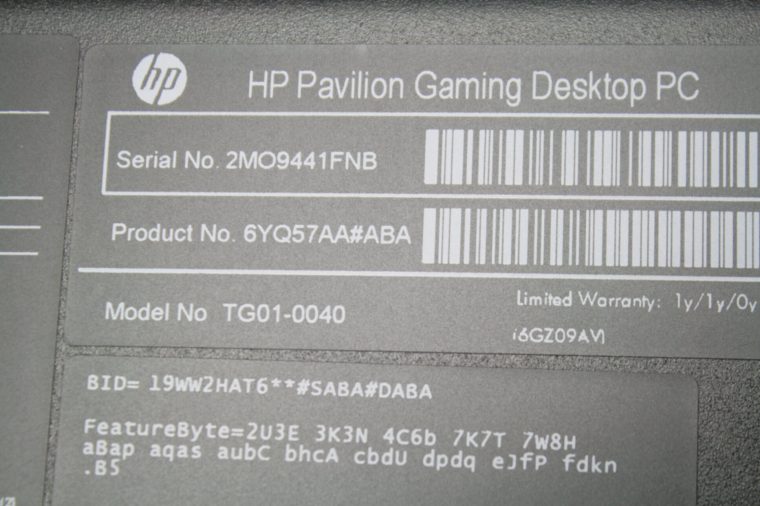 hp
HP Pavilion Gaming Desktop PC
Serial No. 2MO9441FNB
Product No. 6YQ57AA#ABA
Model No TG01-0040
Limited Warranty: 1y/1y/0y
i6GZ09AV1
BID= 19WW2HAT6**#SABA#DABA
FeatureByte=2U3E 3K3N 4C6b 7K7T 7W8H
aBap aqas aubC bhcA cbdU dpdq eJfP fdkn
.B5